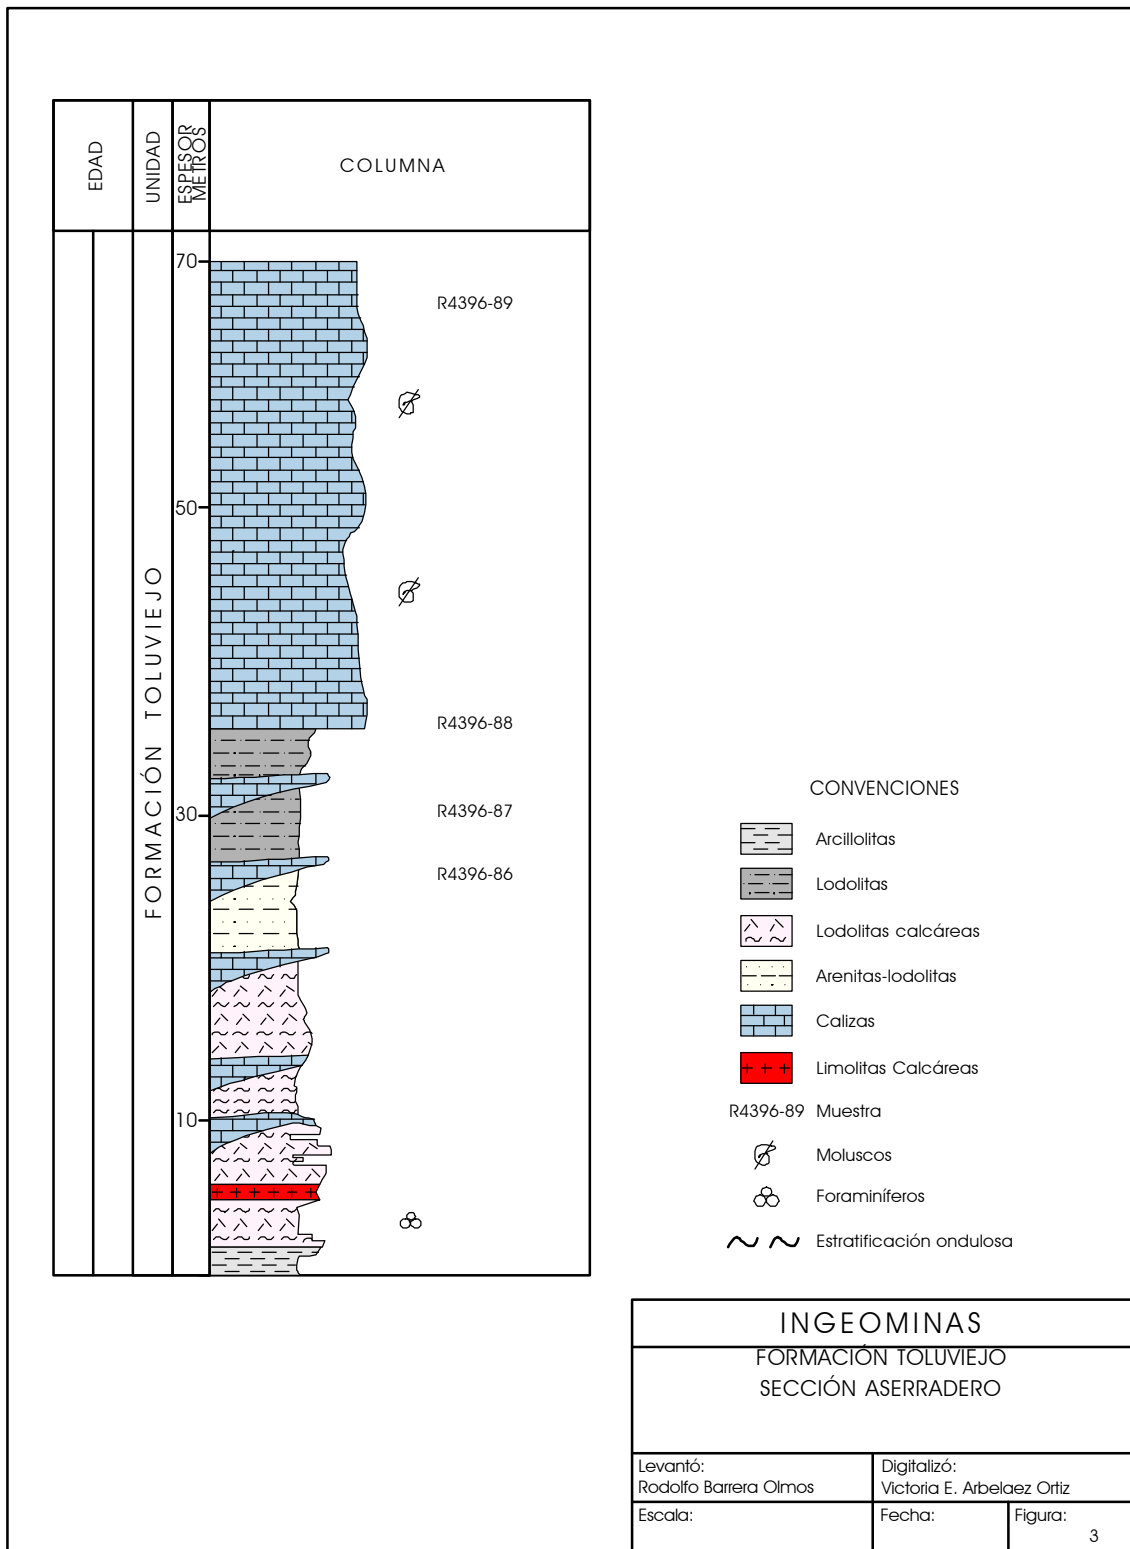 EDAD
UNIDAD
ESPESOR
METROS
COLUMNA
70
R4396-89
50
FORMACIÓN TOLUVIEJO
R4396-88
30
R4396-87
R4396-86
10
CONVENCIONES
Arcillolitas
Lodolitas
Lodolitas calcáreas
Arenitas-lodolitas
Calizas
Limolitas Calcáreas
R4396-89 Muestra
Moluscos
Foraminíferos
Estratificación ondulosa
INGEOMINAS
FORMACIÓN TOLUVIEJO
SECCIÓN ASERRADERO
Levantó:
Rodolfo Barrera Olmos
Digitalizó:
Victoria E. Arbelaez Ortiz
Escala:
Fecha:
Figura:
3